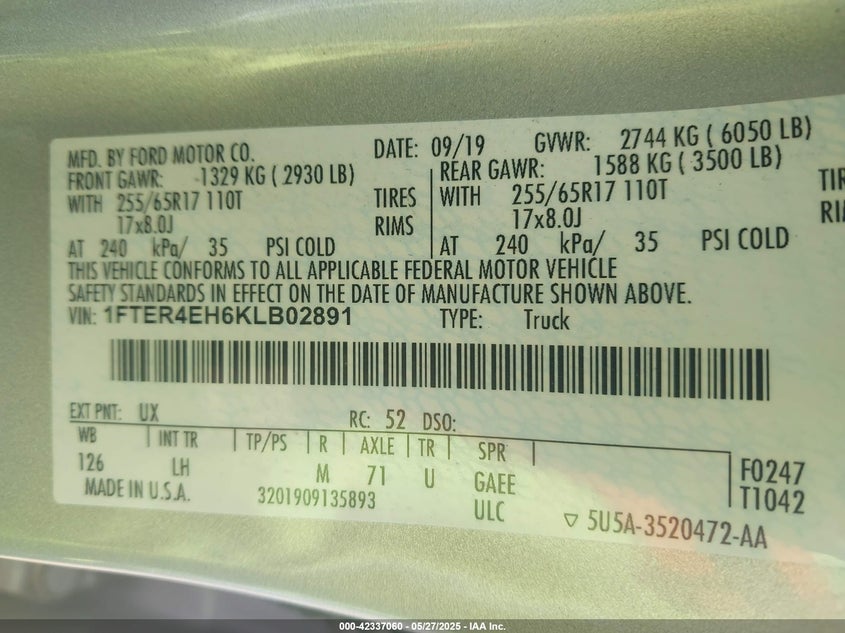 MFD. BY FORD MOTOR CO. DATE: 09/19 GVWR: 2744 KG ( 6050 LB)
FRONT GAWR: 1329 KG ( 2930 LB) REAR GAWR: 1588 KG ( 3500 LB)
WITH 255/65R17 110T TIRES WITH 255/65R17 110T TIR
17x8.0J RIMS 17x8.0J RIM
AT 240 kPa/ 35 PSI COLD AT 240 kPa/ 35 PSI COLD
THIS VEHICLE CONFORMS TO ALL APPLICABLE FEDERAL MOTOR VEHICLE
SAFETY STANDARDS IN EFFECT ON THE DATE OF MANUFACTURE SHOWN ABOVE.
VIN: 1FTER4EH6KLB02891 TYPE: Truck
EXT PNT: UX RC: 52 DSO:
WB INT TR TP/PS R AXLE TR SPR
126 LH M 71 U GAEE F0247
MADE IN U.S.A. 3201909135893 ULC T1042
▽ 5U5A-3520472-AA
000-42337060 — 05/27/2025 — IAA Inc.